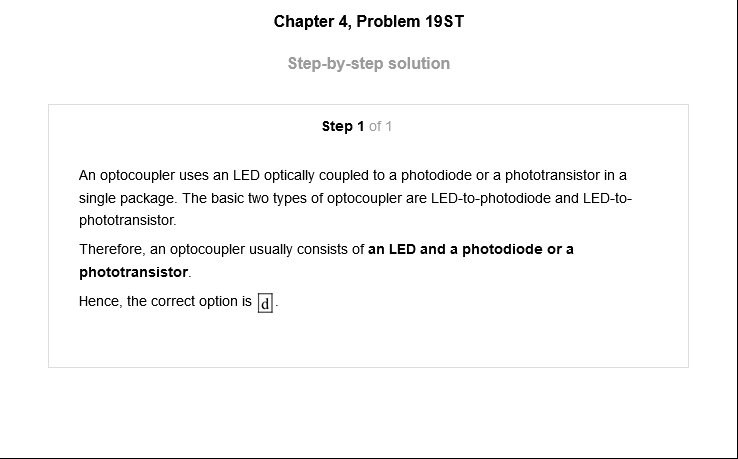 Chapter 4, Problem 19ST
Step-by-step solution
Step 1 of 1
An optocoupler uses an LED optically coupled to a photodiode or a phototransistor in a
single package. The basic two types of optocoupler are LED-to-photodiode and LED-to-
phototransistor.
Therefore, an optocoupler usually consists of an LED and a photodiode or a
phototransistor.
Hence, the correct option is d.